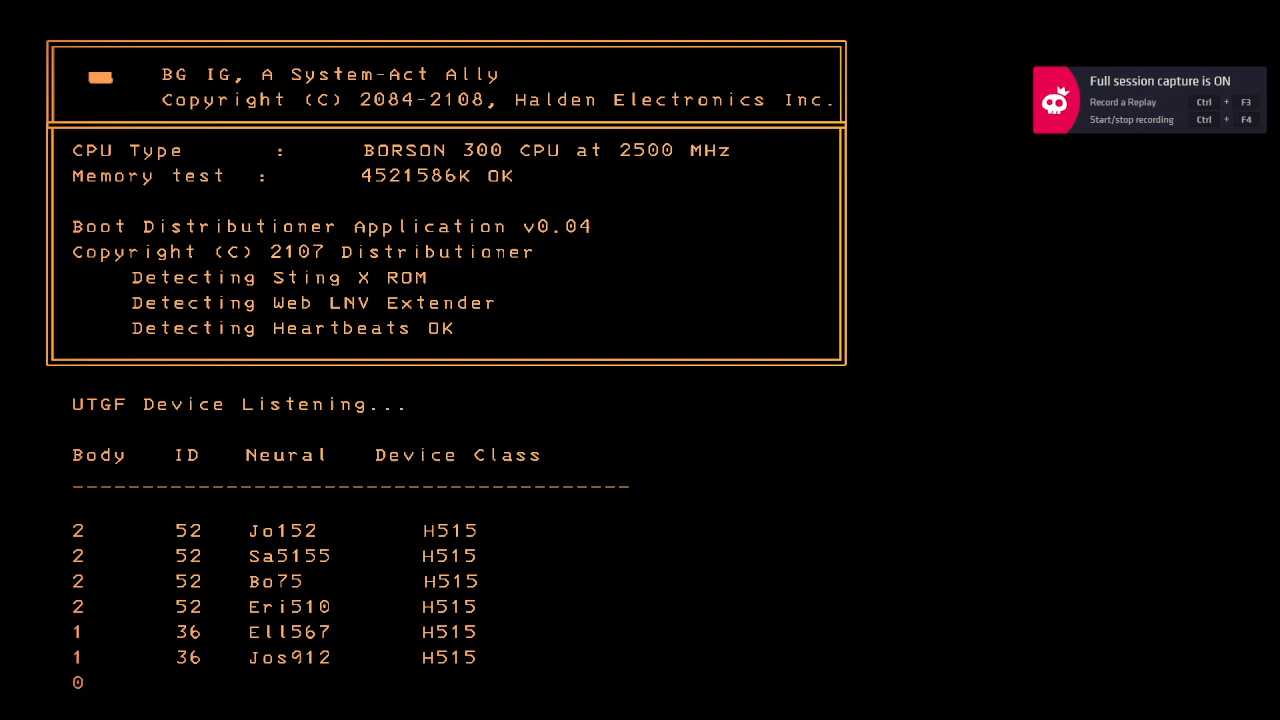 BG IG, A System-Act Ally
Copyright (C) 2084-2108, Halden Electronics Inc.
Full session capture is ON
Record a Replay Ctrl + F3
Start/stop recording Ctrl + F4
CPU Type : BORSON 300 CPU at 2500 MHz
Memory test : 4521586K OK
Boot Distributioner Application v0.04
Copyright (C) 2107 Distributioner
Detecting Sting X ROM
Detecting Web LNV Extender
Detecting Heartbeats OK
UTGF Device Listening...
Body ID Neural Device Class
----------------------------------------
2 52 Jo152 H515
2 52 Sa5155 H515
2 52 Bo75 H515
2 52 Eri510 H515
1 36 Ell567 H515
1 36 Jos912 H515
0